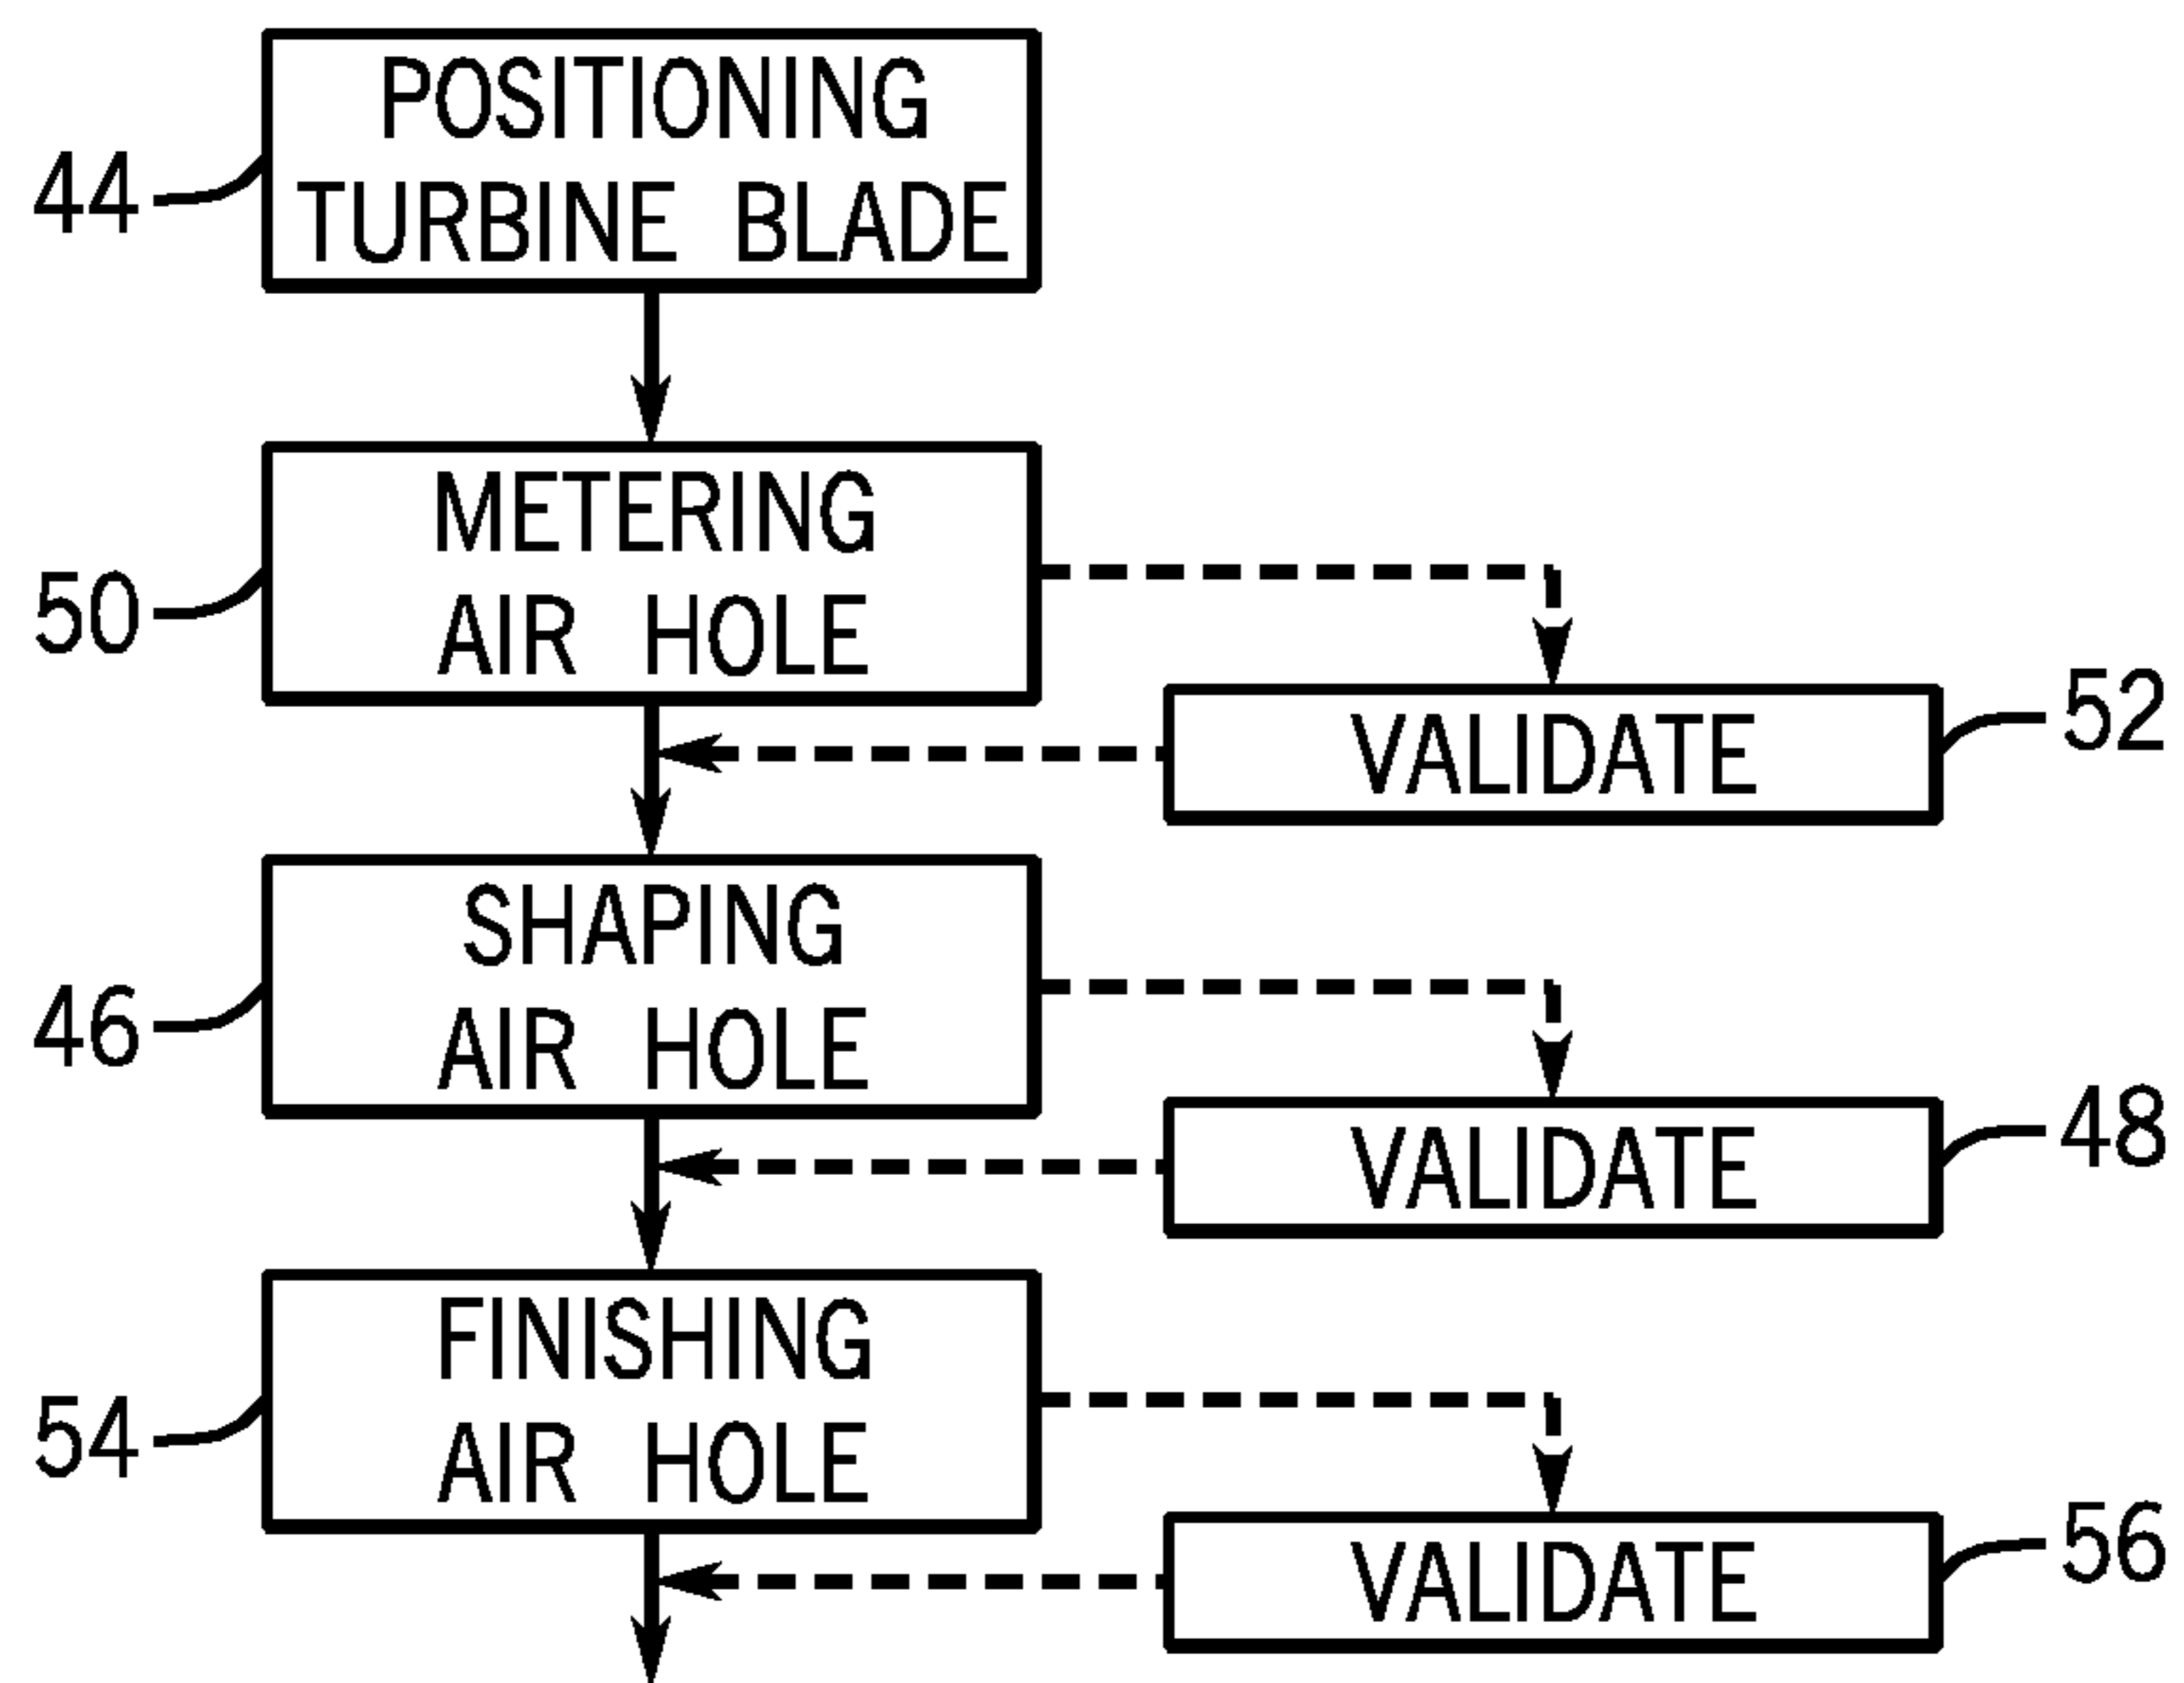 POSITIONING
TURBINE BLADE
44
METERING
AIR HOLE
50
VALIDATE
52
SHAPING
AIR HOLE
46
VALIDATE
48
FINISHING
AIR HOLE
54
VALIDATE
56